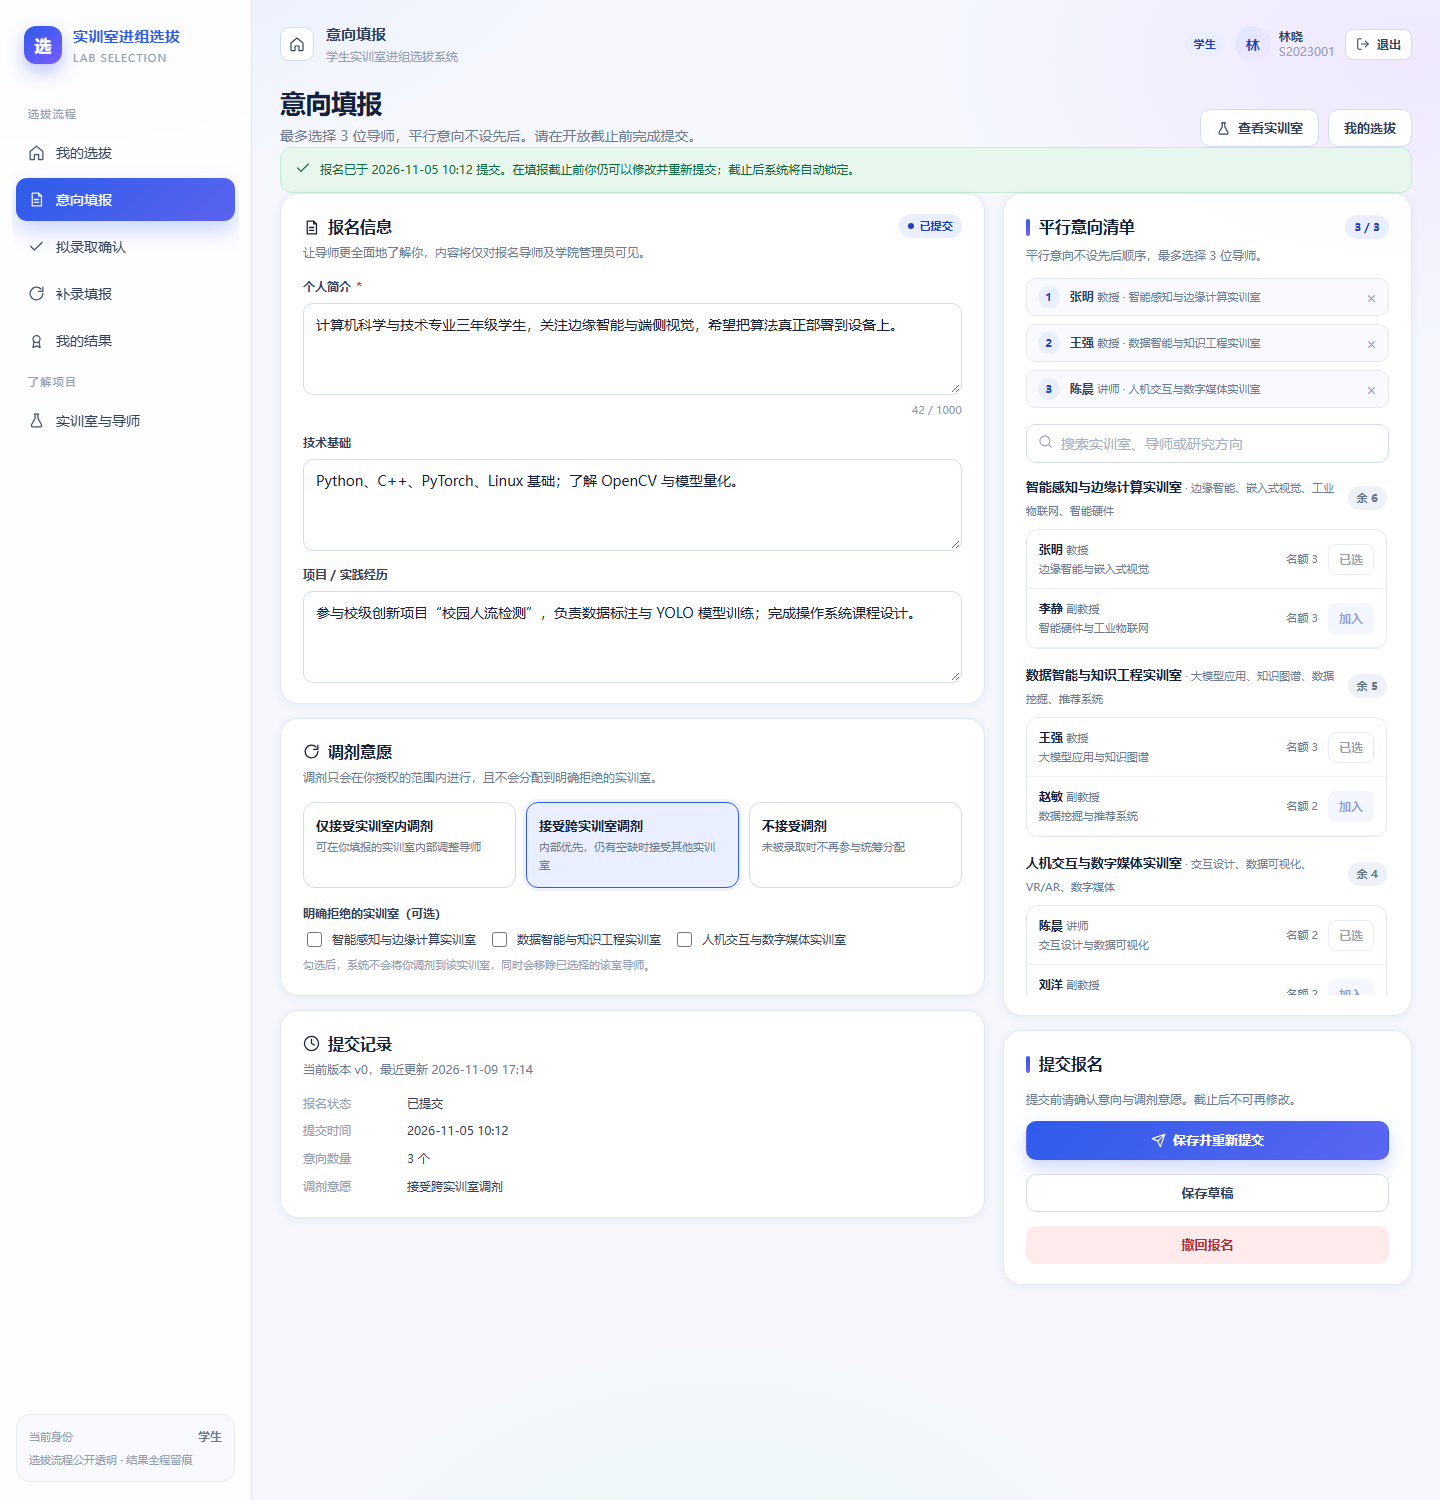 选
实训室进组选拔
LAB SELECTION
选拔流程
我的选拔
意向填报
拟录取确认
补录填报
我的结果
了解项目
实训室与导师
当前身份
学生
选拔流程公开透明 · 结果全程留痕
意向填报
学生实训室进组选拔系统
学生
林
林晓
S2023001
退出
意向填报
最多选择 3 位导师，平行意向不设先后。请在开放截止前完成提交。
查看实训室
我的选拔
报名已于 2026-11-05 10:12 提交。在填报截止前你仍可以修改并重新提交；截止后系统将自动锁定。
报名信息
已提交
让导师更全面地了解你，内容将仅对报名导师及学院管理员可见。
个人简介 *
计算机科学与技术专业三年级学生，关注边缘智能与端侧视觉，希望把算法真正部署到设备上。
42 / 1000
技术基础
Python、C++、PyTorch、Linux 基础；了解 OpenCV 与模型量化。
项目 / 实践经历
参与校级创新项目“校园人流检测”，负责数据标注与 YOLO 模型训练；完成操作系统课程设计。
调剂意愿
调剂只会在你授权的范围内进行，且不会分配到明确拒绝的实训室。
仅接受实训室内调剂
可在你填报的实训室内部调整导师
接受跨实训室调剂
内部优先，仍有空缺时接受其他实训
室
不接受调剂
未被录取时不再参与统筹分配
明确拒绝的实训室（可选）
智能感知与边缘计算实训室
数据智能与知识工程实训室
人机交互与数字媒体实训室
勾选后，系统不会将你调剂到该实训室，同时会移除已选择的该室导师。
提交记录
当前版本 v0，最近更新 2026-11-09 17:14
报名状态
已提交
提交时间
2026-11-05 10:12
意向数量
3 个
调剂意愿
接受跨实训室调剂
平行意向清单
3 / 3
平行意向不设先后顺序，最多选择 3 位导师。
1 张明 教授 · 智能感知与边缘计算实训室 ×
2 王强 教授 · 数据智能与知识工程实训室 ×
3 陈晨 讲师 · 人机交互与数字媒体实训室 ×
搜索实训室、导师或研究方向
智能感知与边缘计算实训室 · 边缘智能、嵌入式视觉、工业
物联网、智能硬件
余 6
张明 教授
边缘智能与嵌入式视觉
名额 3
已选
李静 副教授
智能硬件与工业物联网
名额 3
加入
数据智能与知识工程实训室 · 大模型应用、知识图谱、数据
挖掘、推荐系统
余 5
王强 教授
大模型应用与知识图谱
名额 3
已选
赵敏 副教授
数据挖掘与推荐系统
名额 2
加入
人机交互与数字媒体实训室 · 交互设计、数据可视化、
VR/AR、数字媒体
余 4
陈晨 讲师
交互设计与数据可视化
名额 2
已选
刘洋 副教授
名额 2
加入
提交报名
提交前请确认意向与调剂意愿。截止后不可再修改。
保存并重新提交
保存草稿
撤回报名